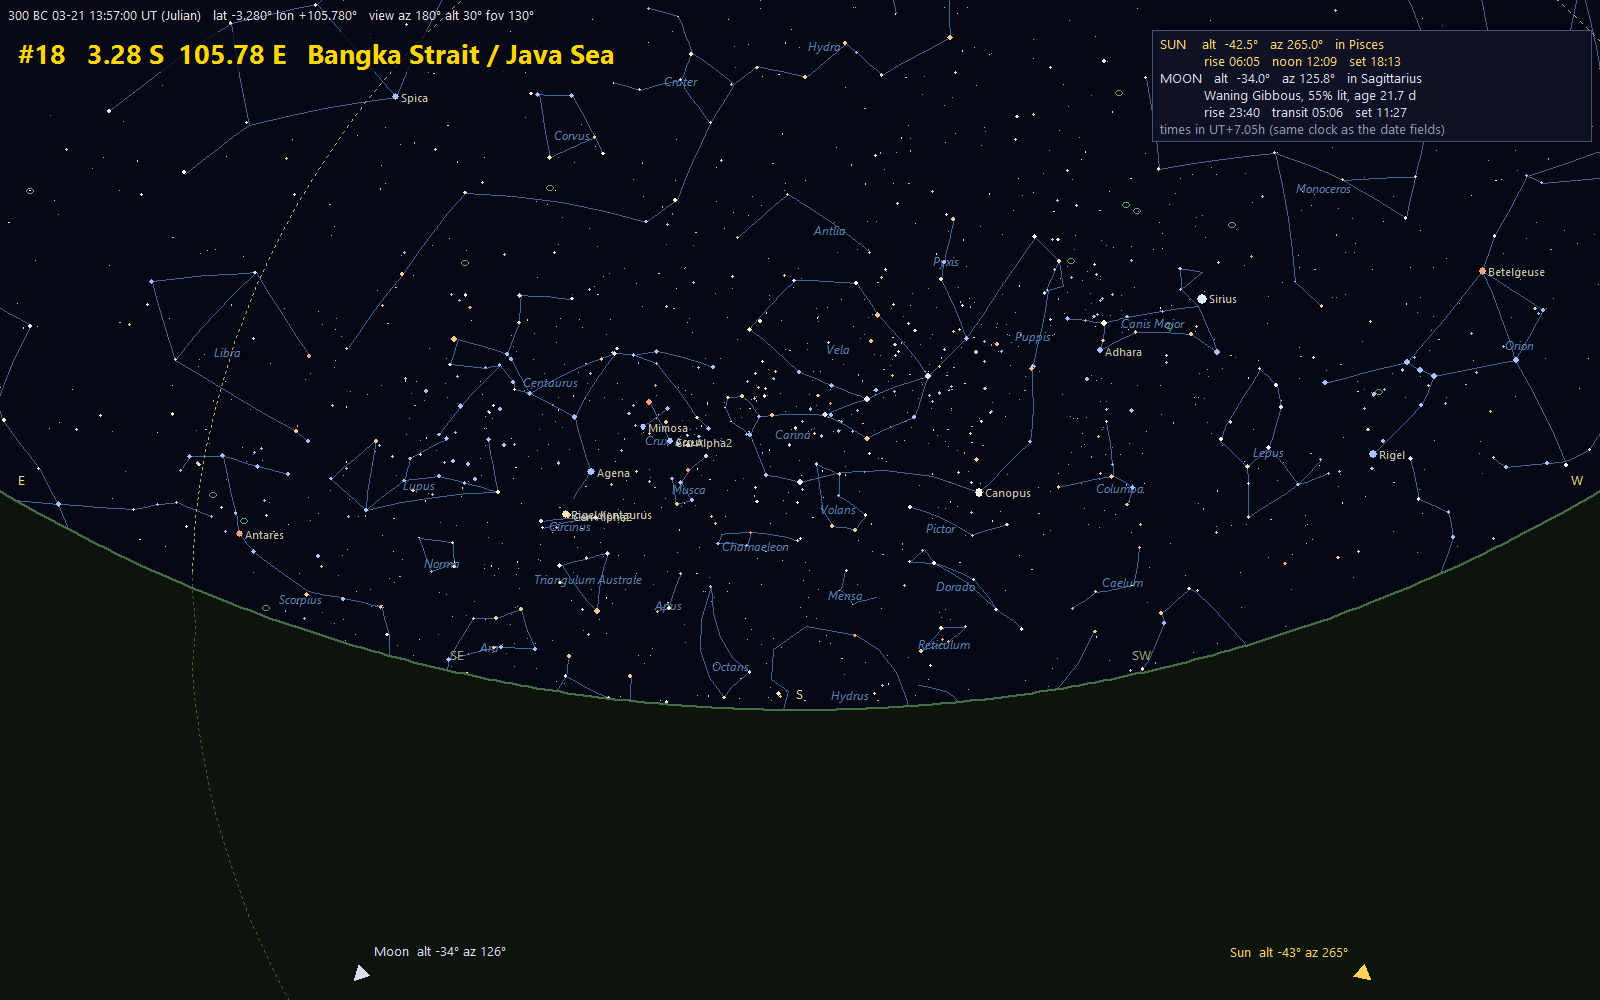 300 BC 03-21 13:57:00 UT (Julian)   lat -3.280° lon +105.780°   view az 180° alt 30° fov 130°
#18   3.28 S  105.78 E   Bangka Strait / Java Sea
SUN   alt  -42.5°   az 265.0°   in Pisces
rise 06:05   noon 12:09   set 18:13
MOON   alt  -34.0°   az 125.8°   in Sagittarius
Waning Gibbous, 55% lit, age 21.7 d
rise 23:40   transit 05:06   set 11:27
times in UT+7.05h (same clock as the date fields)
Hydra
Crater
Spica
Corvus
Monoceros
Antlia
Pyxis
Betelgeuse
Sirius
Canis Major
Puppis
Orion
Libra
Vela
Adhara
Centaurus
Mimosa
Carina
Crux
Lepus
Rigel
Agena
E
W
Lupus
Musca
Canopus
Columba
Volans
Circinus
Pictor
Antares
Chamaeleon
Norma
Triangulum Australe
Caelum
Dorado
Mensa
Scorpius
Apus
Ara
Reticulum
SE
SW
Octans
S
Hydrus
Moon  alt -34° az 126°
Sun  alt -43° az 265°